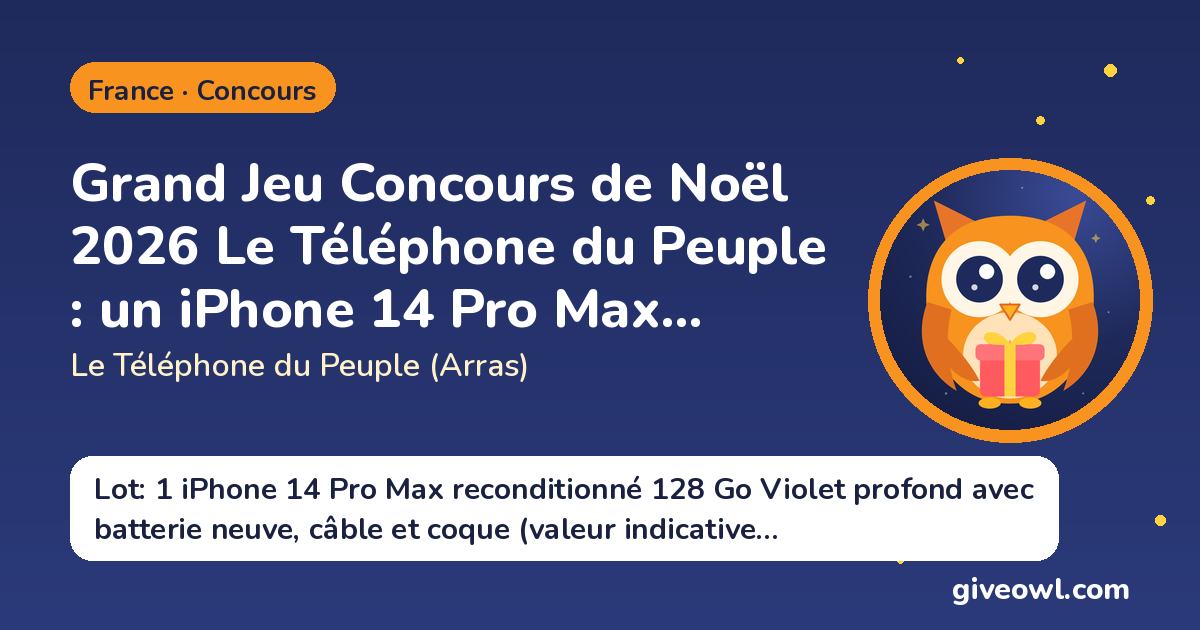 France · Concours
Grand Jeu Concours de Noël
2026 Le Téléphone du Peuple
: un iPhone 14 Pro Max...
Le Téléphone du Peuple (Arras)
Lot: 1 iPhone 14 Pro Max reconditionné 128 Go Violet profond avec
batterie neuve, câble et coque (valeur indicative...
giveowl.com